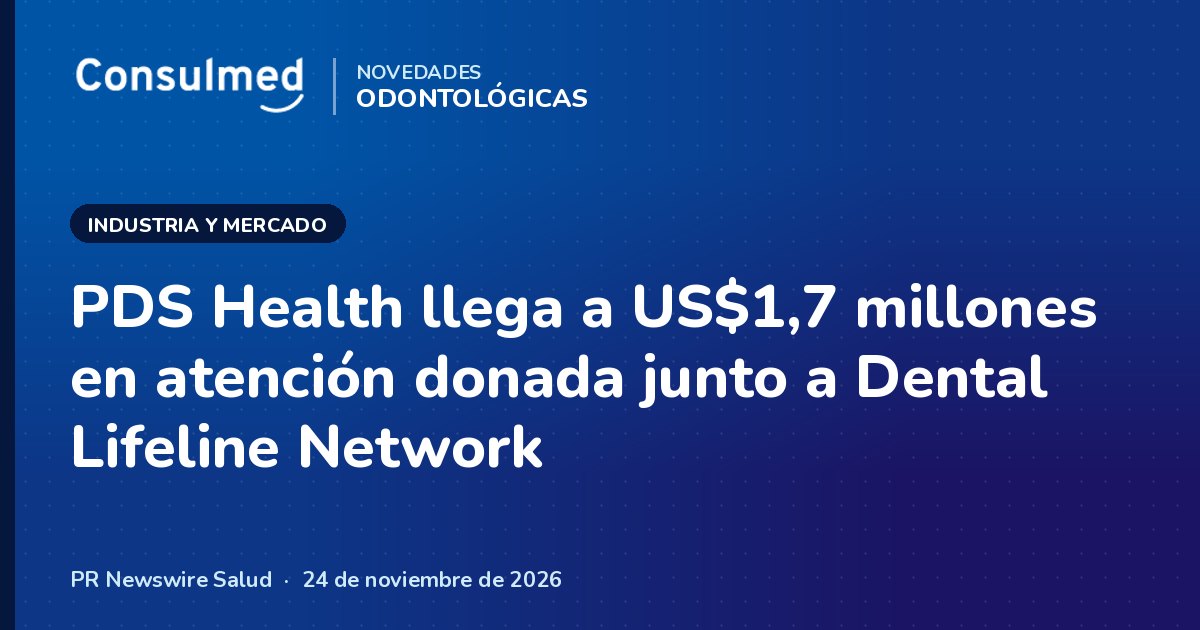 Consulmed
NOVEDADES
ODONTOLÓGICAS
INDUSTRIA Y MERCADO
PDS Health llega a US$1,7 millones
en atención donada junto a Dental
Lifeline Network
PR Newswire Salud · 24 de noviembre de 2026